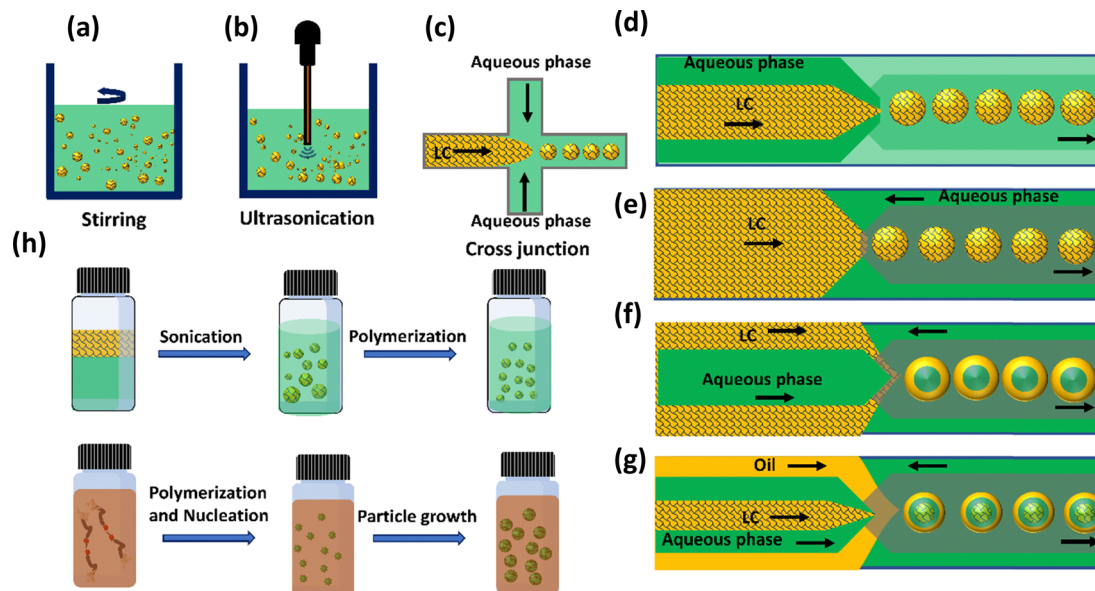 (a)
Stirring
(b)
Ultrasonication
(c)
Aqueous phase
LC
Aqueous phase
Cross junction
(d)
Aqueous phase
LC
(e)
LC
Aqueous phase
(f)
LC
Aqueous phase
(g)
Oil
LC
Aqueous phase
(h)
Sonication
Polymerization
Polymerization
and Nucleation
Particle growth